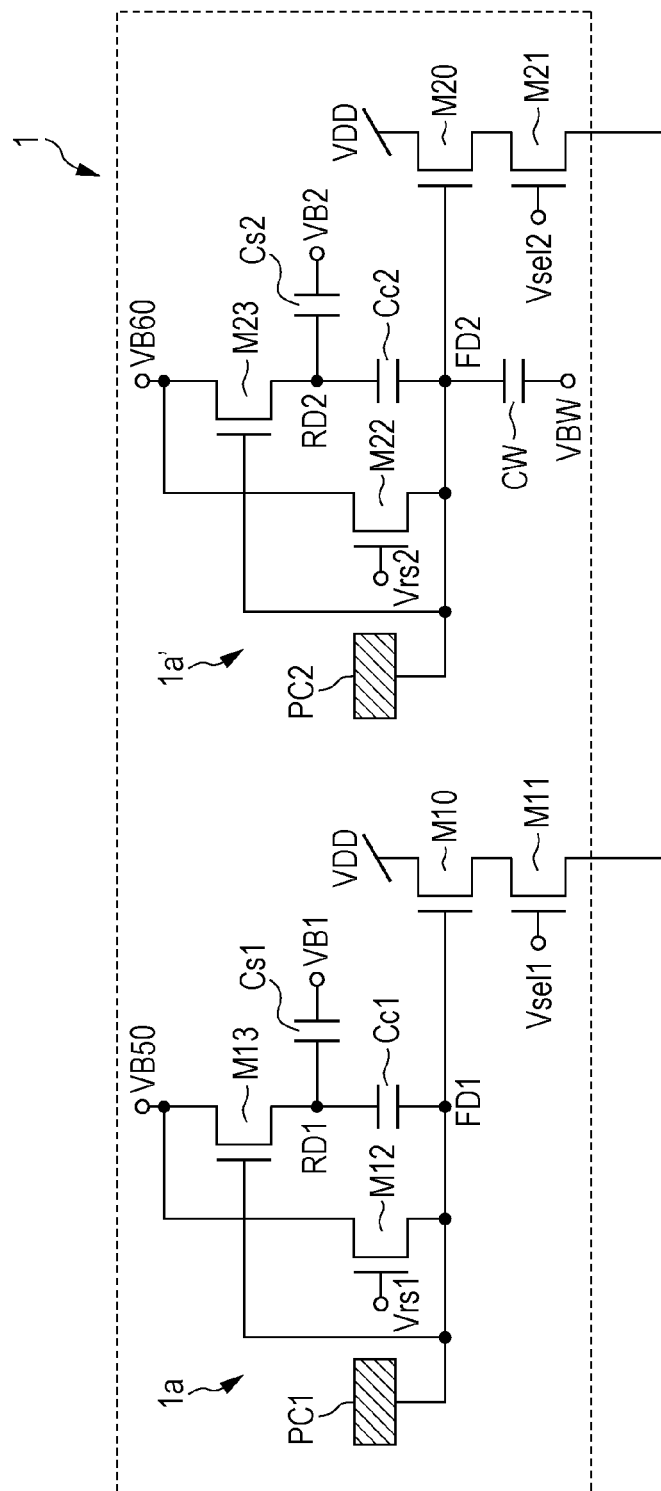 1
1a
PC1
Vrs1
M12
M13
VB50
RD1
Cs1
VB1
Cc1
FD1
VDD
M10
M11
Vsel1
1a'
PC2
Vrs2
M22
M23
VB60
RD2
Cs2
VB2
Cc2
FD2
CW
VBW
VDD
M20
M21
Vsel2